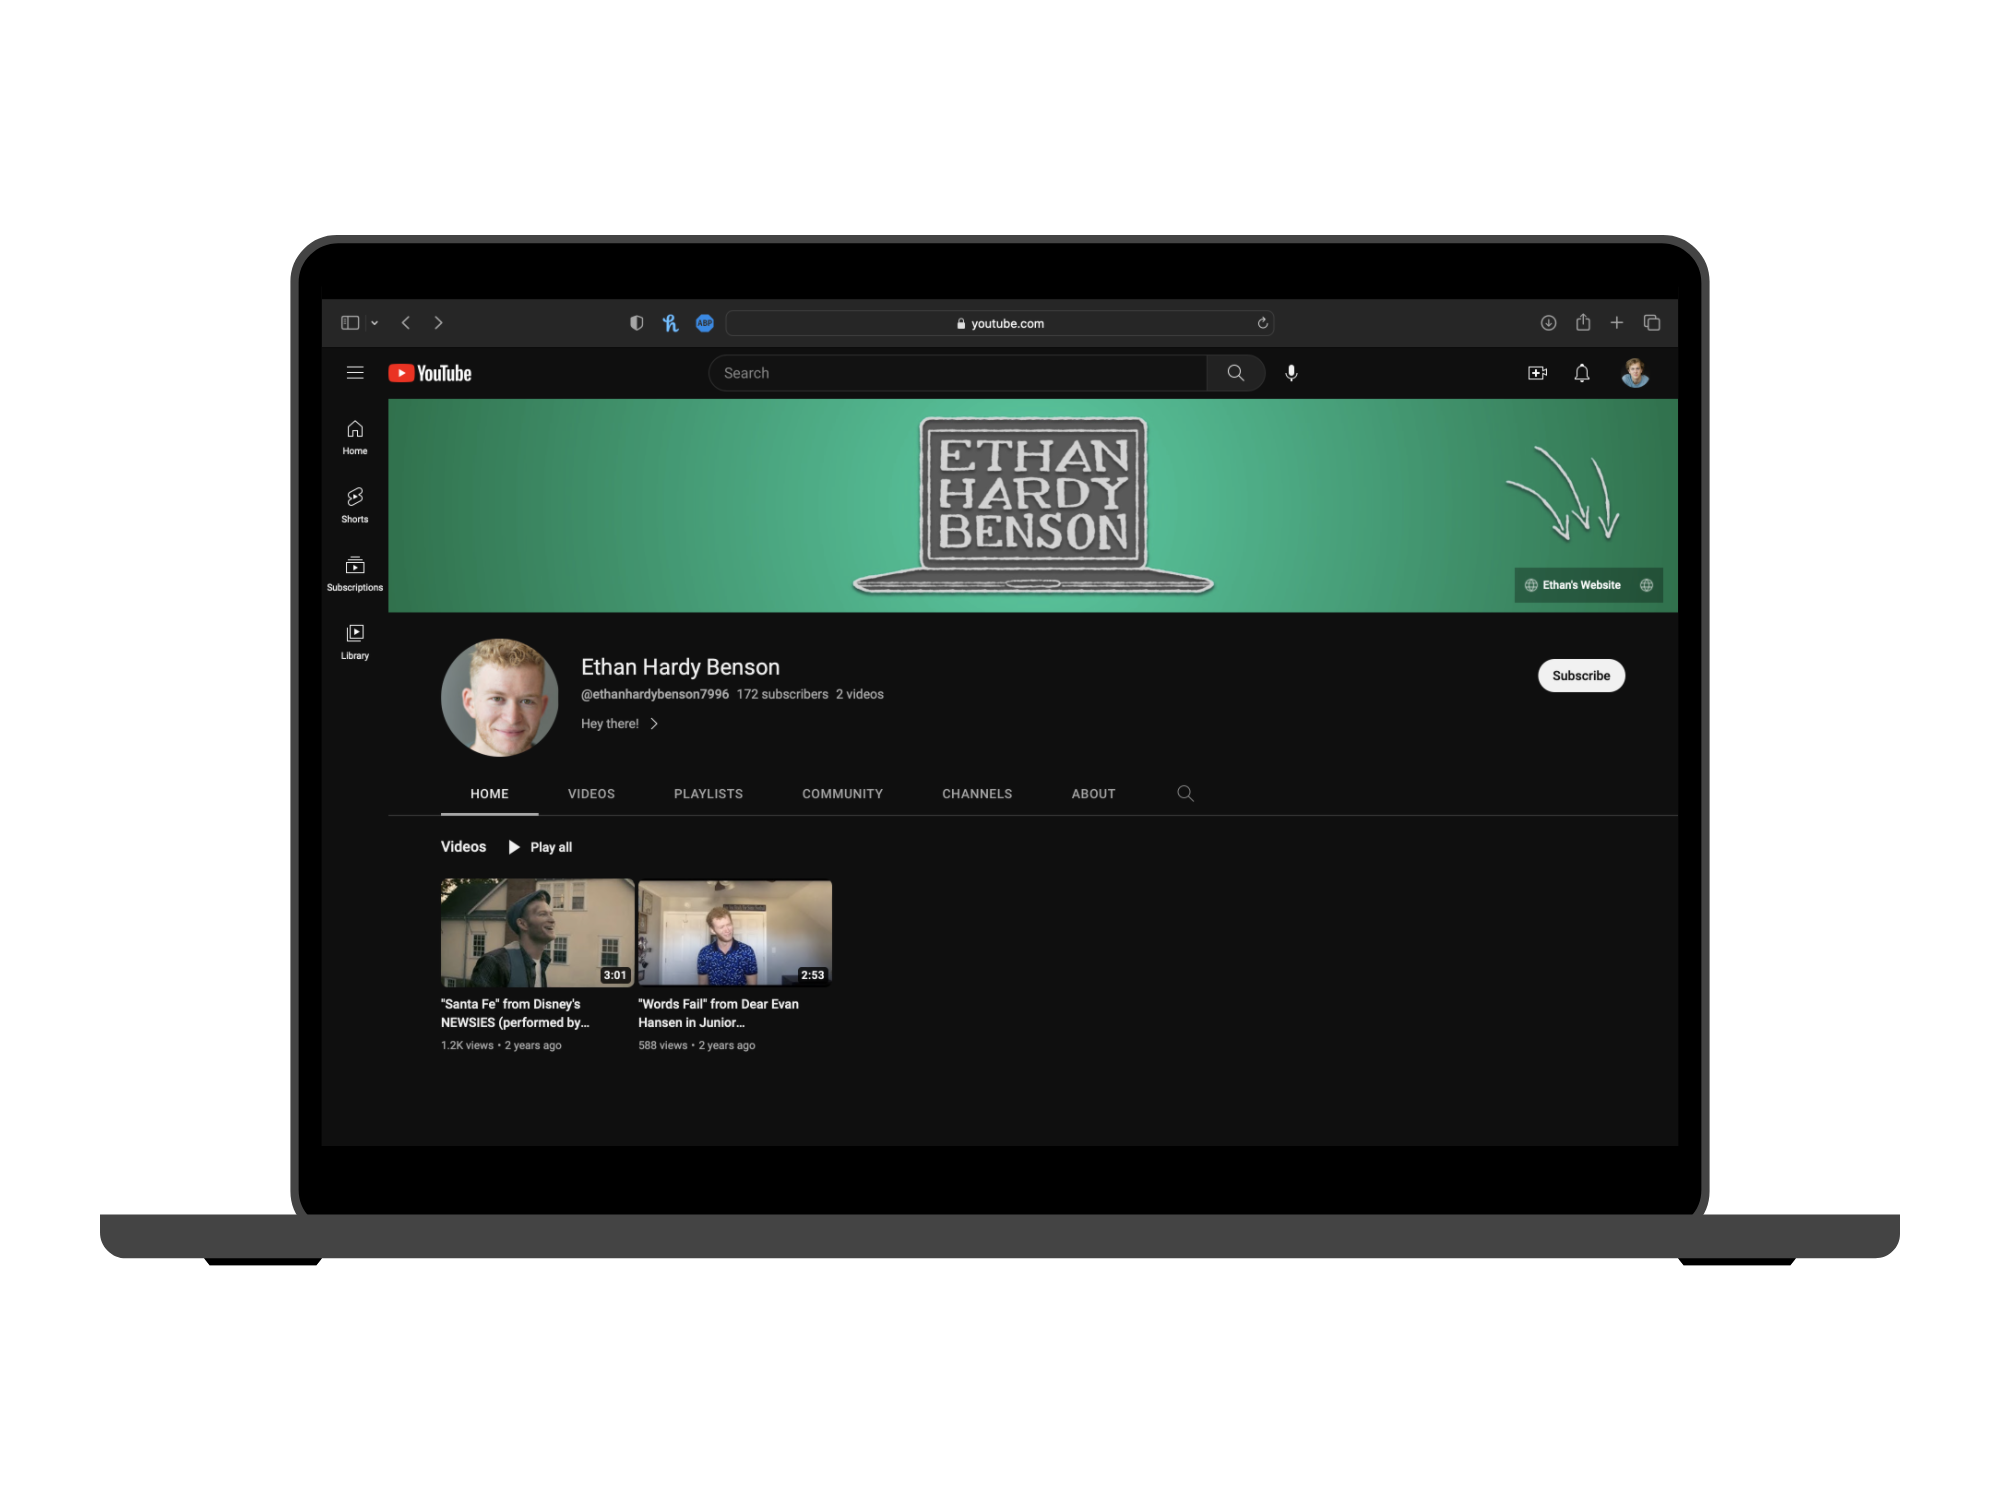 youtube.com
YouTube
Search
Home
Shorts
Subscriptions
Library
ETHAN
HARDY
BENSON
Ethan's Website
Ethan Hardy Benson
@ethanhardybenson7996 172 subscribers 2 videos
Hey there!
Subscribe
HOME VIDEOS PLAYLISTS COMMUNITY CHANNELS ABOUT
Videos Play all
3:01
2:53
"Santa Fe" from Disney's
NEWSIES (performed by...
1.2K views • 2 years ago
"Words Fail" from Dear Evan
Hansen in Junior...
588 views • 2 years ago
ABP